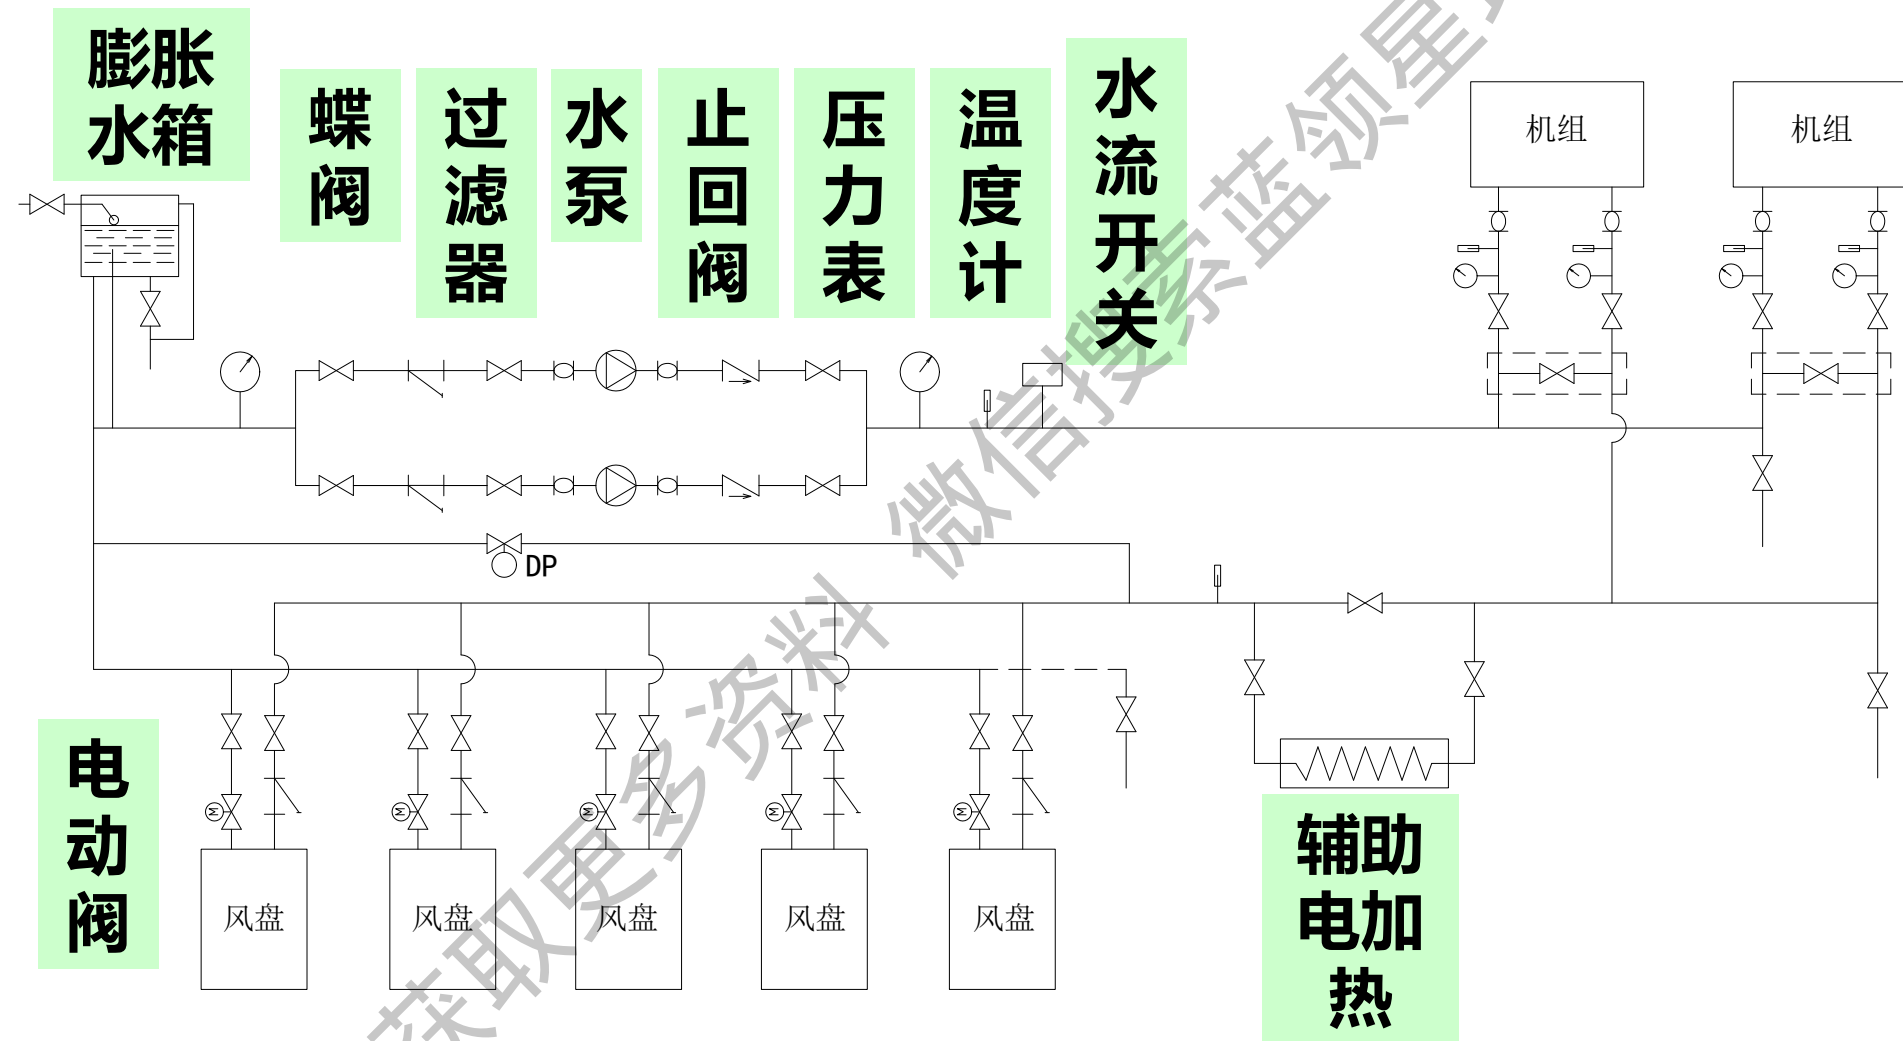 膨胀
水箱
蝶
阀
过
滤
器
水
泵
止
回
阀
压
力
表
温
度
计
水
流
开
关
机组
机组
DP
电
动
阀
M
M
M
M
M
风盘
风盘
风盘
风盘
风盘
辅助
电加
热
获取更多资料 微信搜索蓝领星